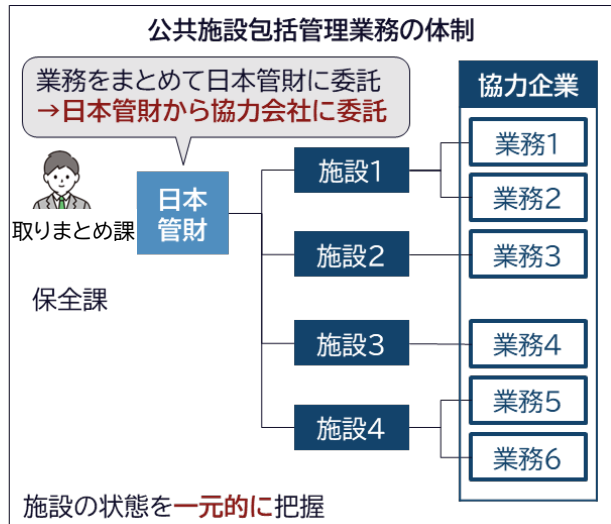 公共施設包括管理業務の体制
業務をまとめて日本管財に委託
→日本管財から協力会社に委託
取りまとめ課
保全課
日本
管財
施設1
施設2
施設3
施設4
協力企業
業務1
業務2
業務3
業務4
業務5
業務6
施設の状態を一元的に把握